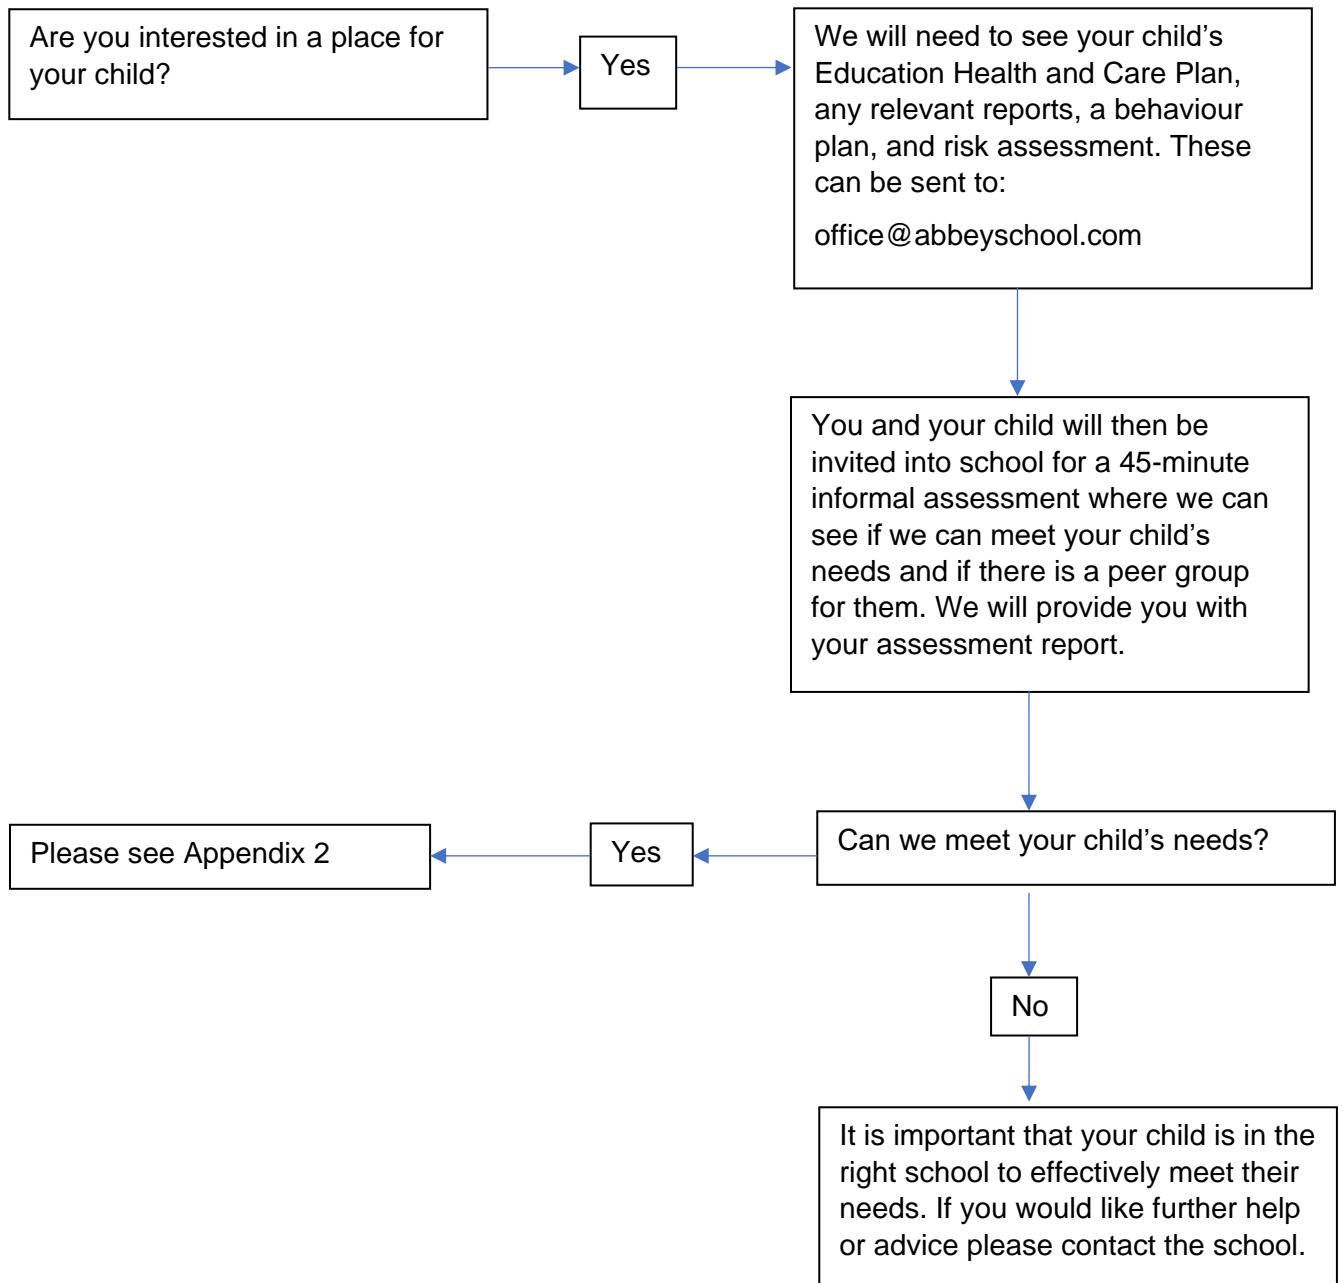 Are you interested in a place for
your child?
Yes
We will need to see your child’s
Education Health and Care Plan,
any relevant reports, a behaviour
plan, and risk assessment. These
can be sent to:
office@abbeyschool.com
You and your child will then be
invited into school for a 45-minute
informal assessment where we can
see if we can meet your child’s
needs and if there is a peer group
for them. We will provide you with
your assessment report.
Can we meet your child’s needs?
Yes
Please see Appendix 2
No
It is important that your child is in the
right school to effectively meet their
needs. If you would like further help
or advice please contact the school.